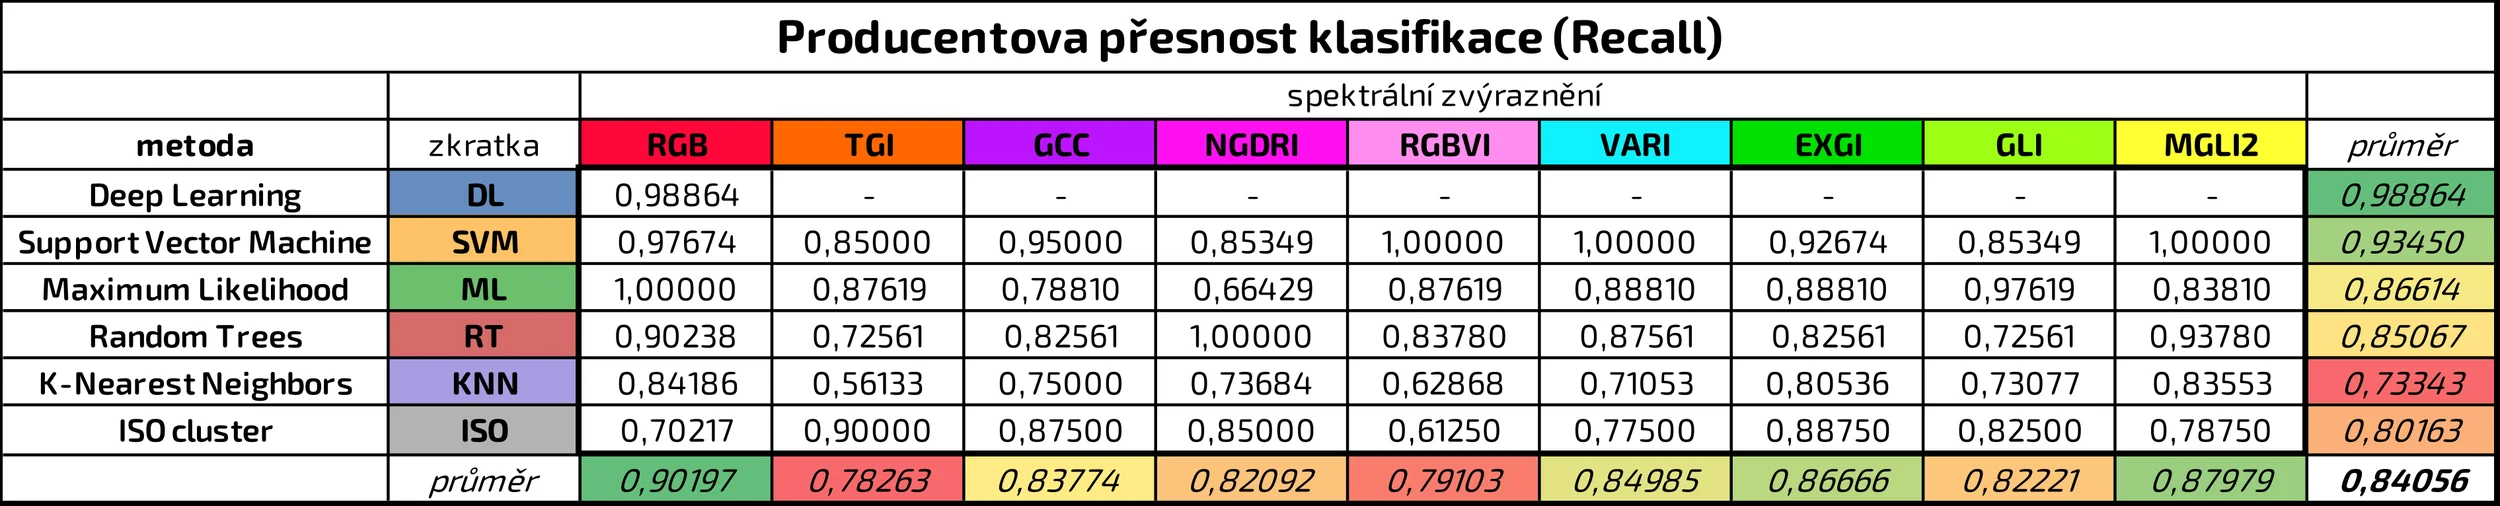 Producentova přesnost klasifikace (Recall)
spektrální zvýraznění
metoda zkratka RGB TGI GCC NGDRI RGBVI VARI EXGI GLI MGLI2 průměr
Deep Learning DL 0,98864 - - - - - - - - 0,98864
Support Vector Machine SVM 0,97674 0,85000 0,95000 0,85349 1,00000 1,00000 0,92674 0,85349 1,00000 0,93450
Maximum Likelihood ML 1,00000 0,87619 0,78810 0,66429 0,87619 0,88810 0,88810 0,97619 0,83810 0,86614
Random Trees RT 0,90238 0,72561 0,82561 1,00000 0,83780 0,87561 0,82561 0,72561 0,93780 0,85067
K-Nearest Neighbors KNN 0,84186 0,56133 0,75000 0,73684 0,62868 0,71053 0,80536 0,73077 0,83553 0,73343
ISO cluster ISO 0,70217 0,90000 0,87500 0,85000 0,61250 0,77500 0,88750 0,82500 0,78750 0,80163
průměr 0,90197 0,78263 0,83774 0,82092 0,79103 0,84985 0,86666 0,82221 0,87979 0,84056